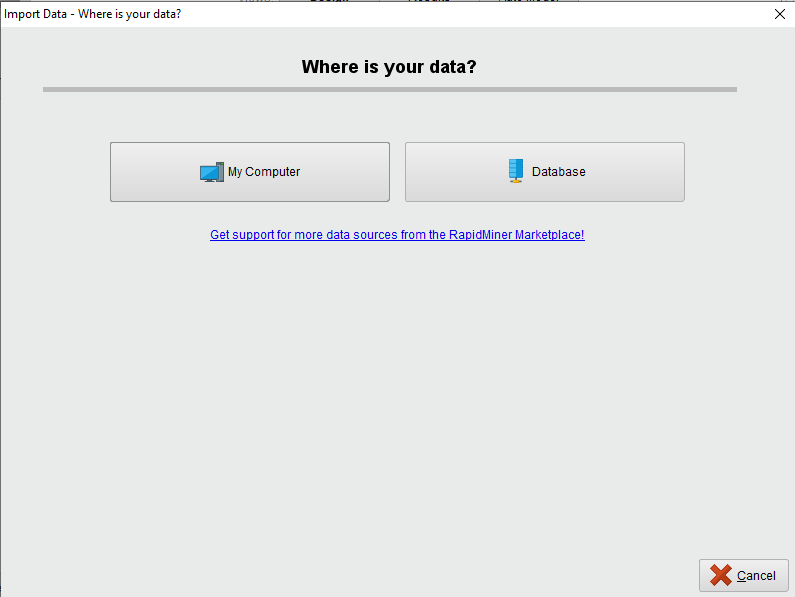 Import Data - Where is your data?
Where is your data?
My Computer
Database
Get support for more data sources from the RapidMiner Marketplace!
Cancel